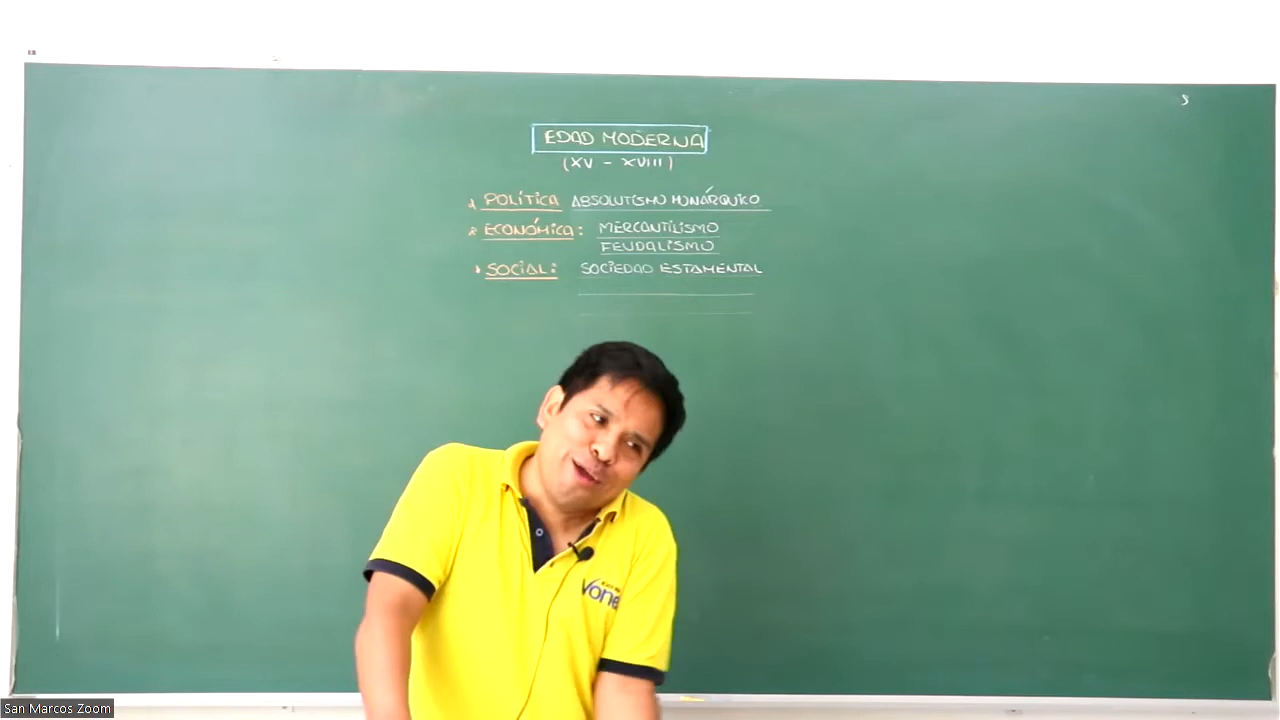 EDAD MODERNA
(XV - XVIII)
POLÍTICA ABSOLUTISMO MONÁRQUICO
ECONÓMICA: MERCANTILISMO
FEUDALISMO
SOCIAL: SOCIEDAD ESTAMENTAL
San Marcos Zoom